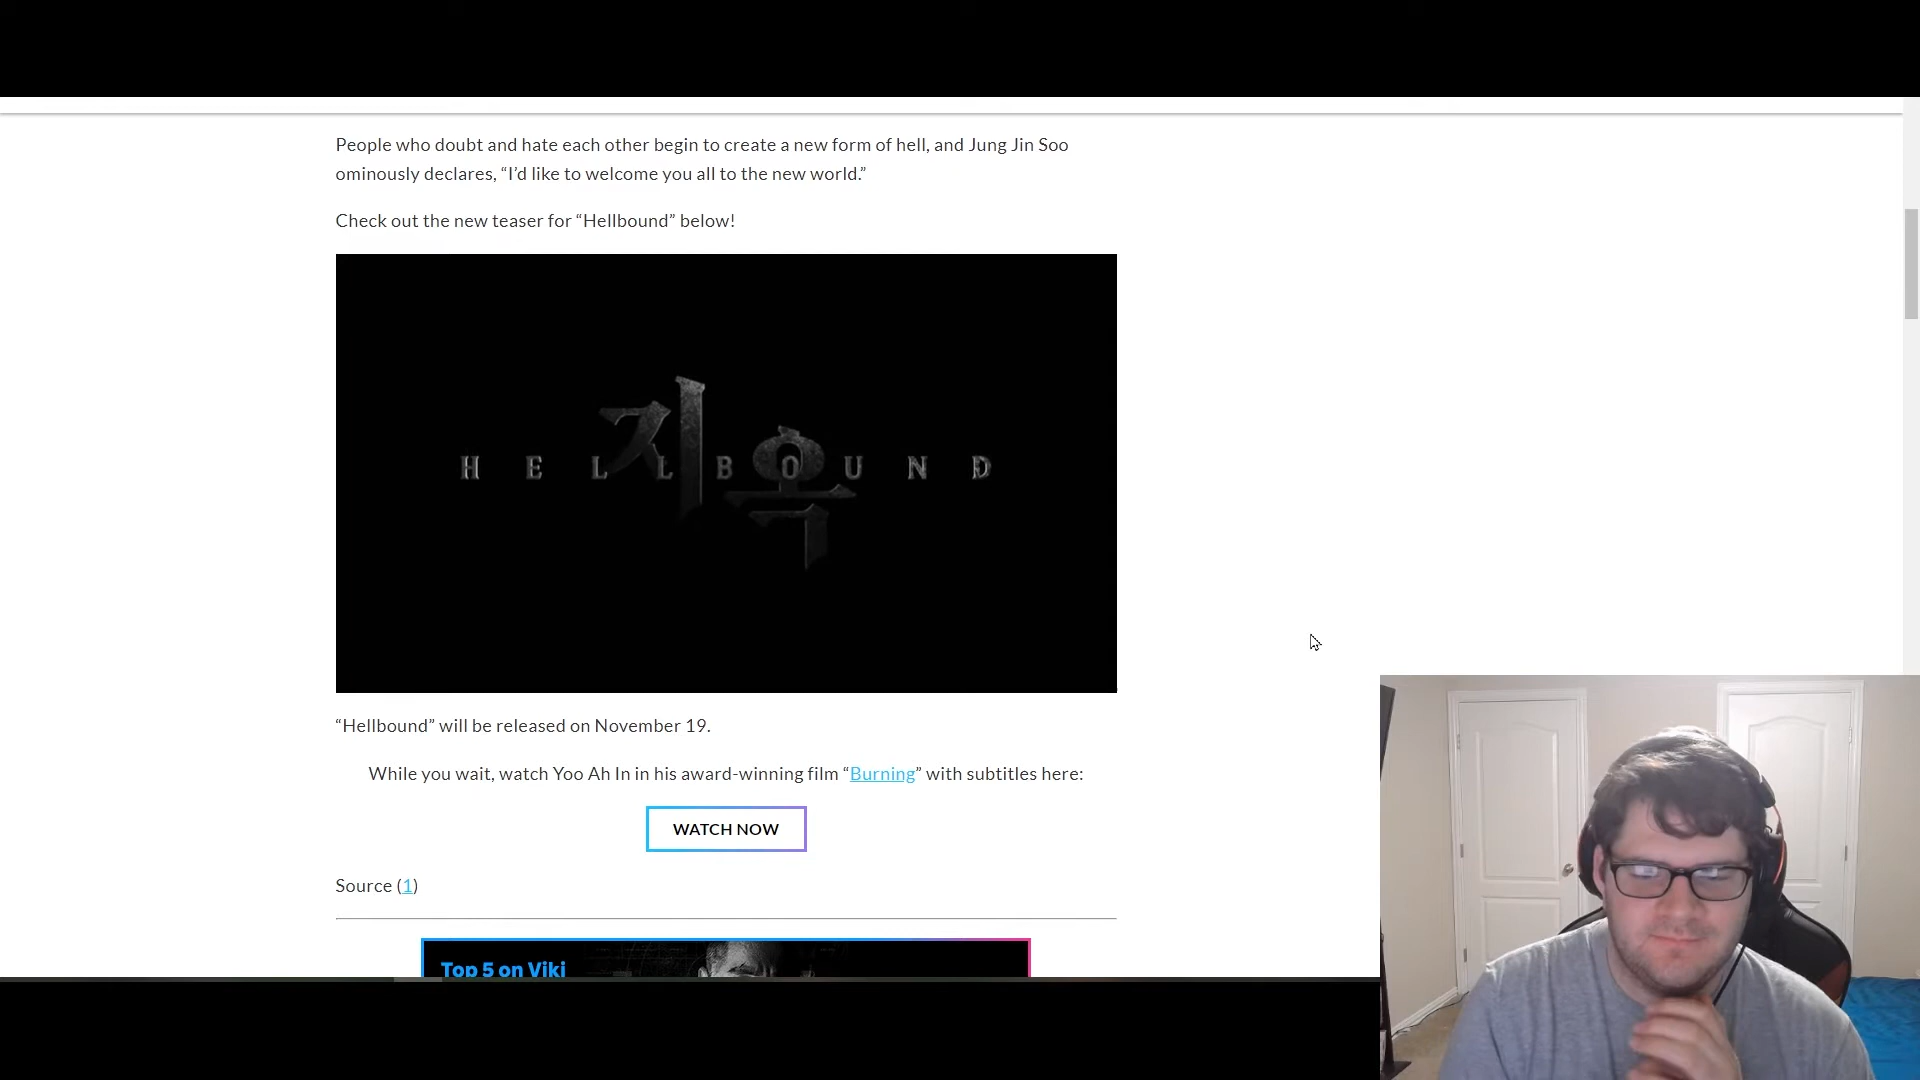 People who doubt and hate each other begin to create a new form of hell, and Jung Jin Soo
ominously declares, “I’d like to welcome you all to the new world.”
Check out the new teaser for “Hellbound” below!
지옥
HELLBOUND
“Hellbound” will be released on November 19.
While you wait, watch Yoo Ah In in his award-winning film “Burning” with subtitles here:
WATCH NOW
Source (1)
Top 5 on Viki